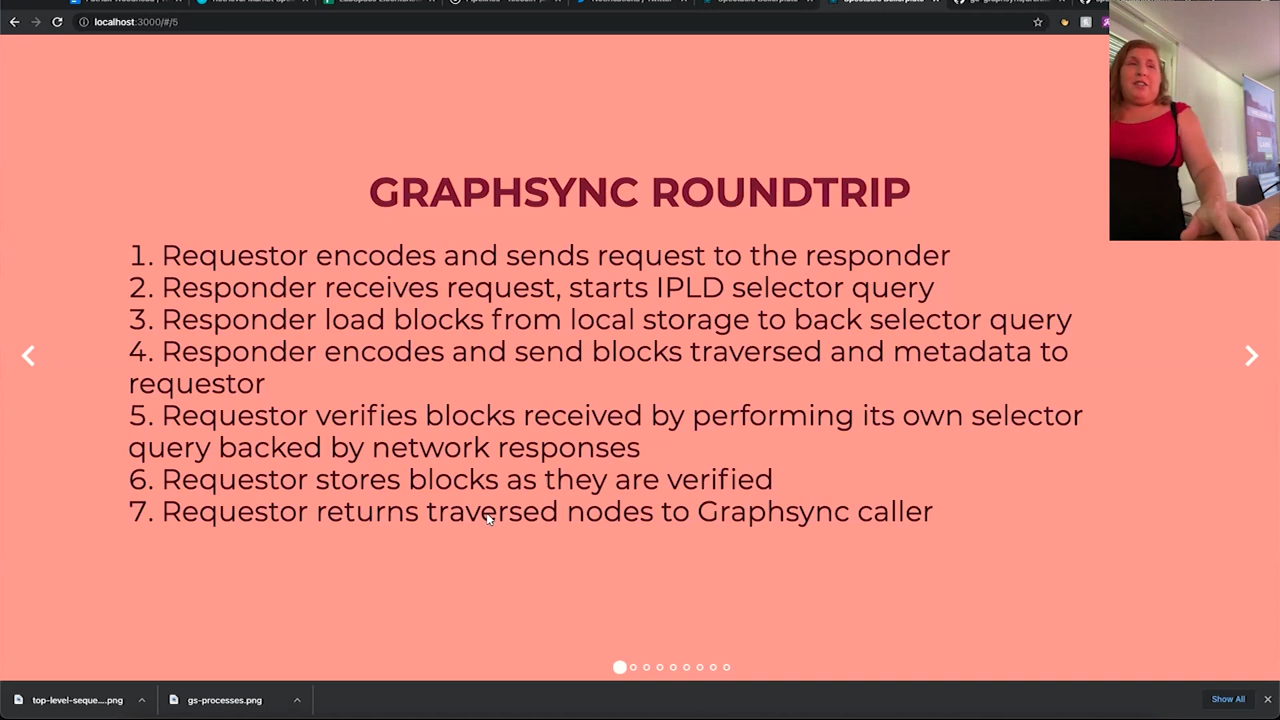 localhost:3000/#/5
GRAPHSYNC ROUNDTRIP
1. Requestor encodes and sends request to the responder
2. Responder receives request, starts IPLD selector query
3. Responder load blocks from local storage to back selector query
4. Responder encodes and send blocks traversed and metadata to
requestor
5. Requestor verifies blocks received by performing its own selector
query backed by network responses
6. Requestor stores blocks as they are verified
7. Requestor returns traversed nodes to Graphsync caller
top-level-seque....png
gs-processes.png
Show All